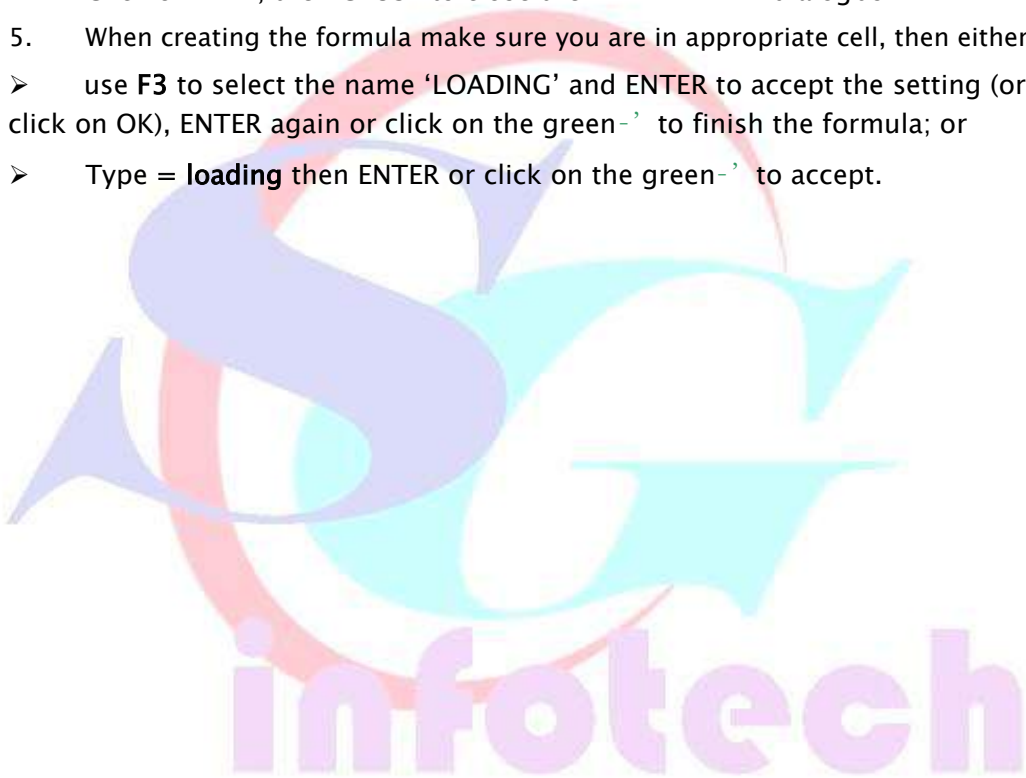 5. When creating the formula make sure you are in appropriate cell, then either
➢ use F3 to select the name ‘LOADING’ and ENTER to accept the setting (or
click on OK), ENTER again or click on the green-’ to finish the formula; or
➢ Type = loading then ENTER or click on the green-’ to accept.
SG
infotech